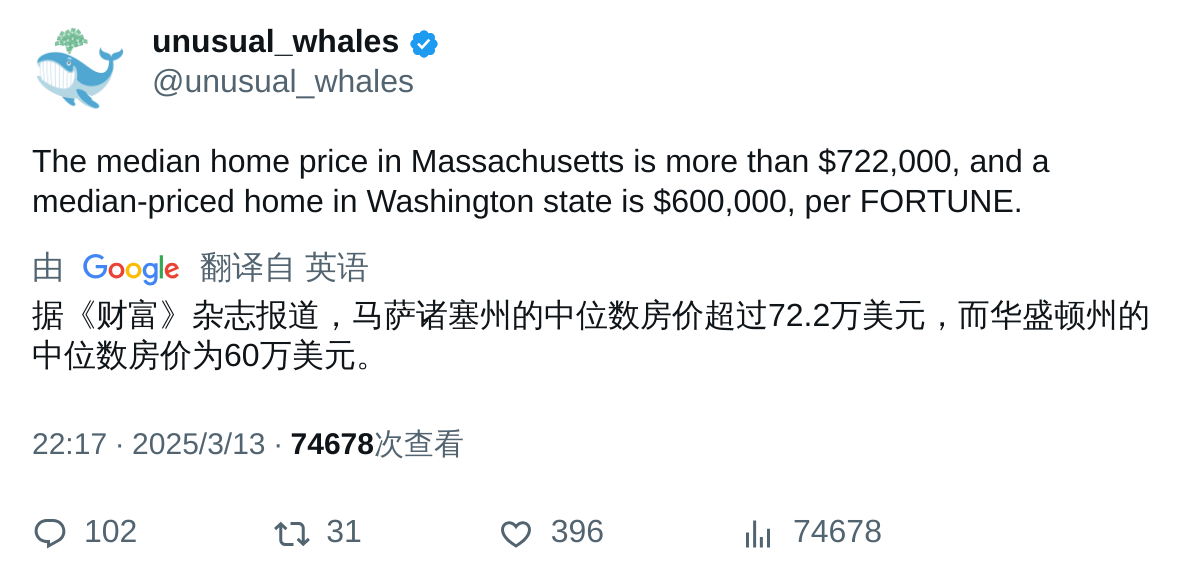 unusual_whales
@unusual_whales
The median home price in Massachusetts is more than $722,000, and a
median-priced home in Washington state is $600,000, per FORTUNE.
由 Google 翻译自 英语
据《财富》杂志报道，马萨诸塞州的中位数房价超过72.2万美元，而华盛顿州的
中位数房价为60万美元。
22:17 · 2025/3/13 · 74678次查看
102 31 396 74678